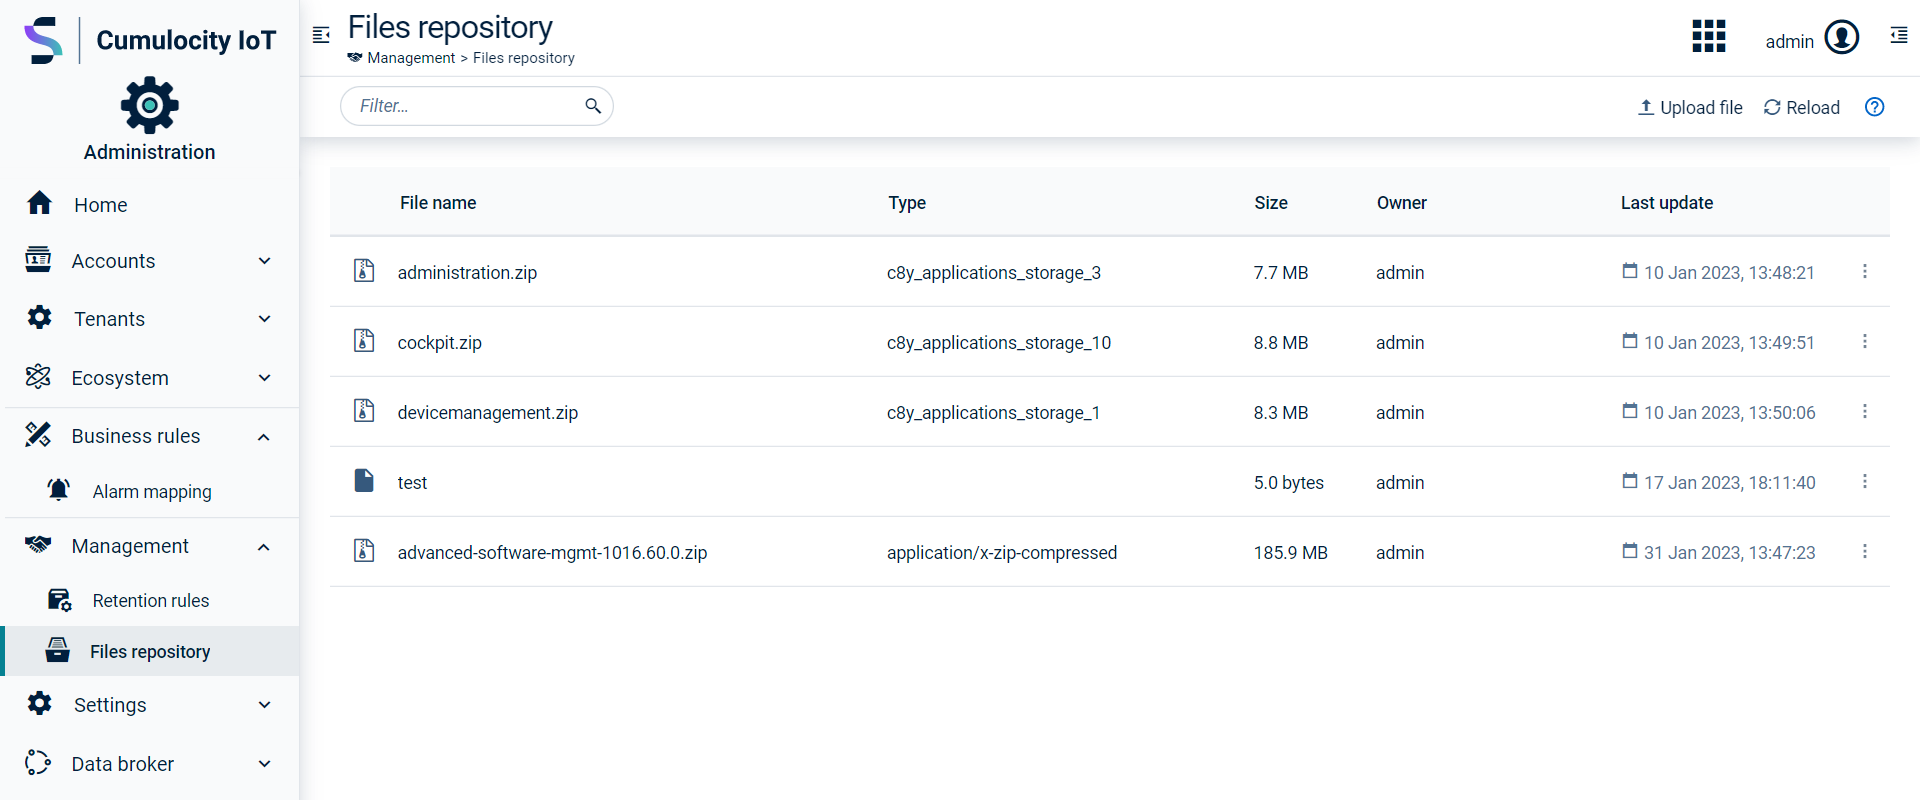 Cumulocity IoT
Administration
Home
Accounts
Tenants
Ecosystem
Business rules
Alarm mapping
Management
Retention rules
Files repository
Settings
Data broker
Files repository
Management > Files repository
admin
Filter...
Upload file Reload
File name Type Size Owner Last update
administration.zip c8y_applications_storage_3 7.7 MB admin 10 Jan 2023, 13:48:21
cockpit.zip c8y_applications_storage_10 8.8 MB admin 10 Jan 2023, 13:49:51
devicemanagement.zip c8y_applications_storage_1 8.3 MB admin 10 Jan 2023, 13:50:06
test 5.0 bytes admin 17 Jan 2023, 18:11:40
advanced-software-mgmt-1016.60.0.zip application/x-zip-compressed 185.9 MB admin 31 Jan 2023, 13:47:23